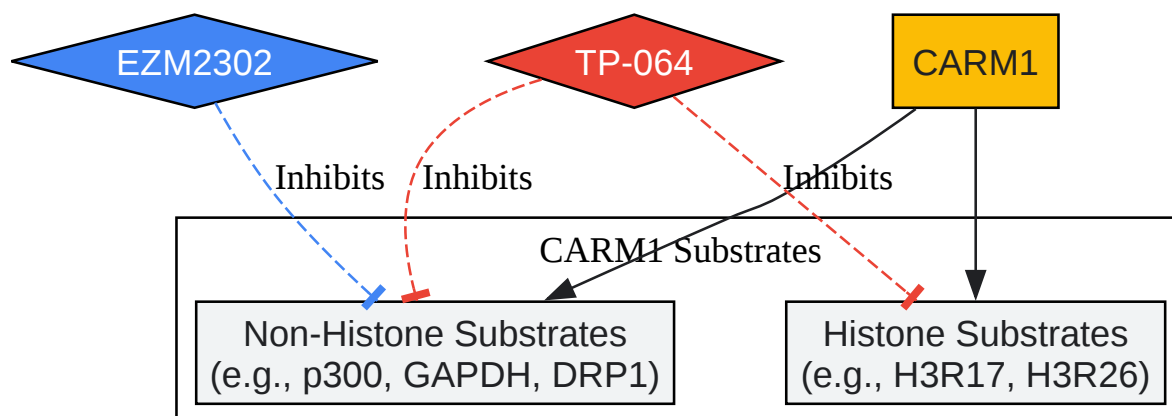 EZM2302
TP-064
CARM1
Inhibits
Inhibits
Inhibits
CARM1 Substrates
Non-Histone Substrates
(e.g., p300, GAPDH, DRP1)
Histone Substrates
(e.g., H3R17, H3R26)